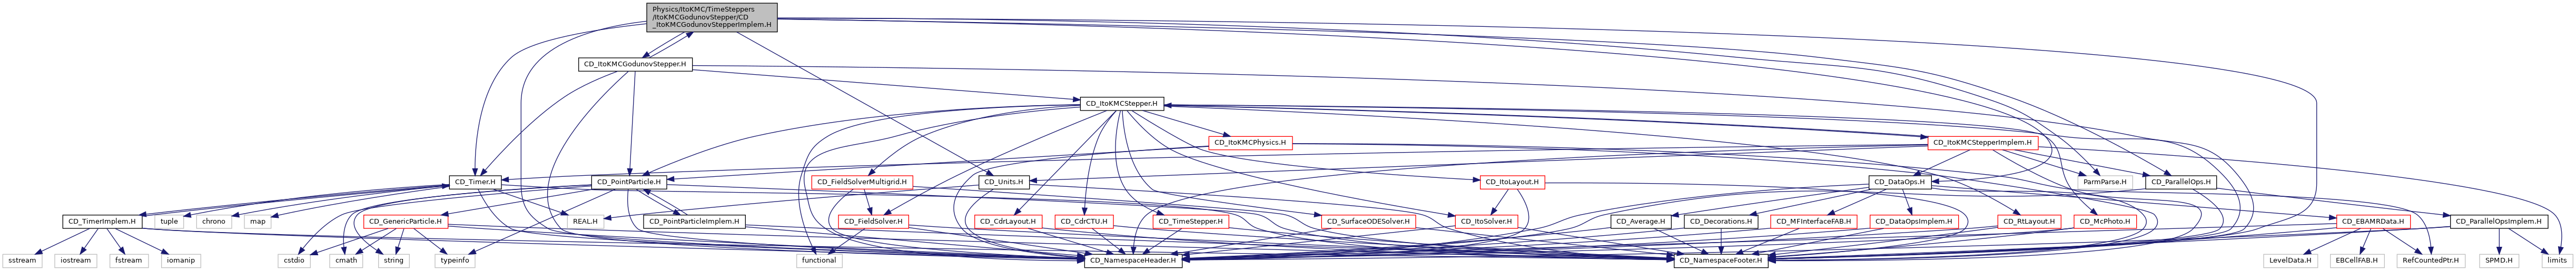 Physics/ItoKMC/TimeSteppers
/ItoKMCGodunovStepper/CD
_ItoKMCGodunovStepperImplem.H
CD_ItoKMCGodunovStepper.H
CD_ItoKMCStepper.H
CD_ItoKMCPhysics.H
CD_ItoKMCStepperImplem.H
CD_Timer.H
CD_PointParticle.H
CD_FieldSolverMultigrid.H
CD_Units.H
CD_ItoLayout.H
CD_DataOps.H
ParmParse.H
CD_ParallelOps.H
CD_TimerImplem.H
tuple
chrono
map
CD_GenericParticle.H
REAL.H
CD_PointParticleImplem.H
CD_FieldSolver.H
CD_CdrLayout.H
CD_CdrCTU.H
CD_TimeStepper.H
CD_SurfaceODESolver.H
CD_ItoSolver.H
CD_Average.H
CD_Decorations.H
CD_MFInterfaceFAB.H
CD_DataOpsImplem.H
CD_RtLayout.H
CD_McPhoto.H
CD_EBAMRData.H
CD_ParallelOpsImplem.H
sstream
iostream
fstream
iomanip
cstdio
cmath
string
typeinfo
functional
CD_NamespaceHeader.H
CD_NamespaceFooter.H
LevelData.H
EBCellFAB.H
RefCountedPtr.H
SPMD.H
limits